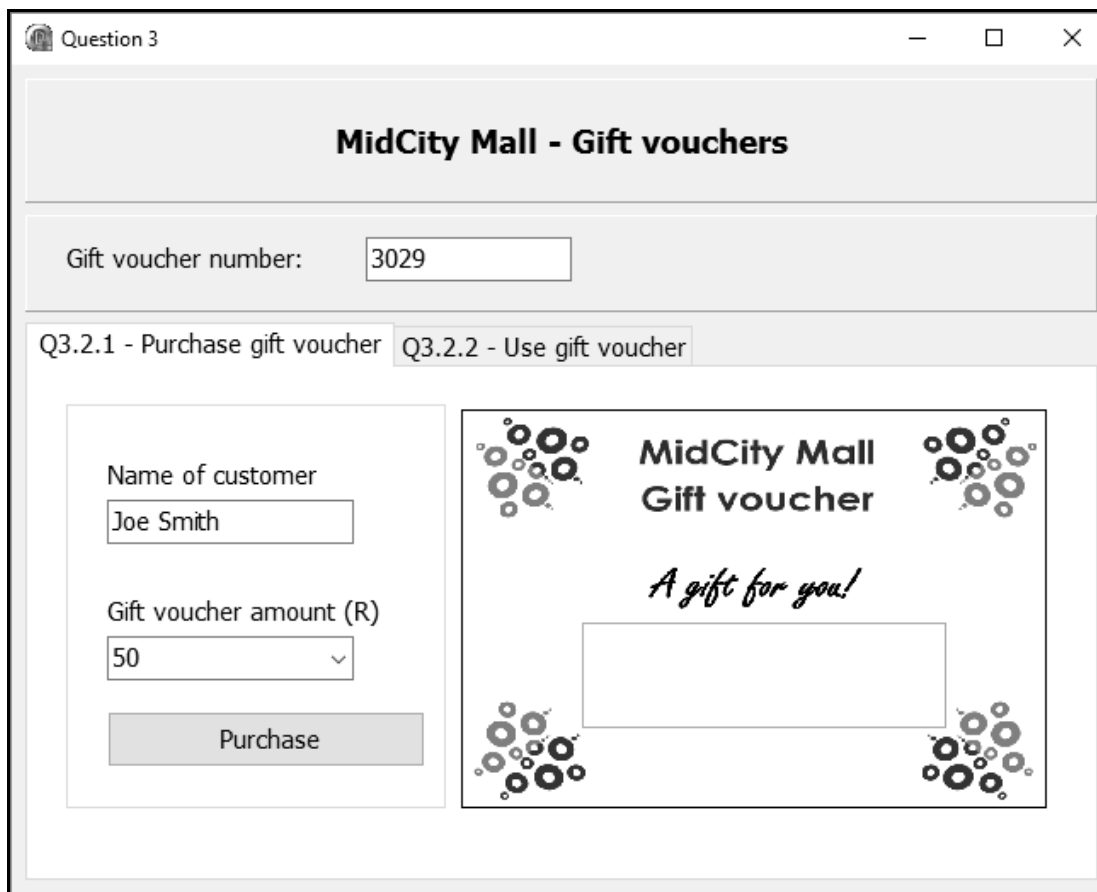 Question 3
MidCity Mall - Gift vouchers
Gift voucher number: 3029
Q3.2.1 - Purchase gift voucher Q3.2.2 - Use gift voucher
Name of customer
Joe Smith
Gift voucher amount (R)
50
Purchase
MidCity Mall
Gift voucher
A gift for you!